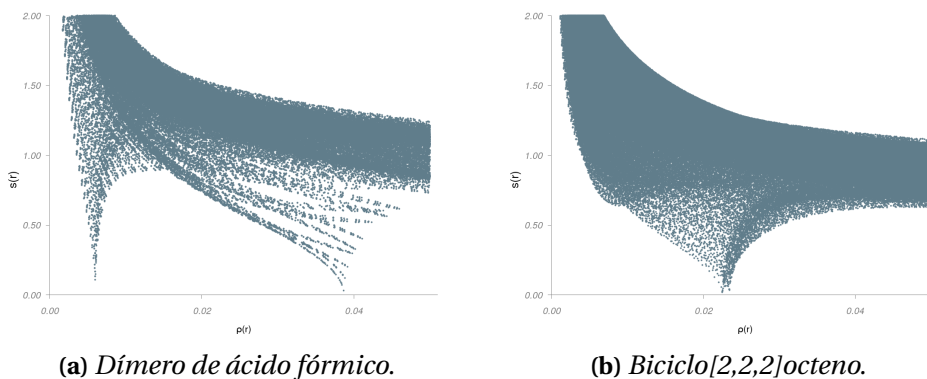 2.00
1.50
1.00
0.50
0.00
s(r)
0.00
0.02
0.04
ρ(r)
(a) Dímero de ácido fórmico.
2.00
1.50
1.00
0.50
0.00
s(r)
0.00
0.02
0.04
ρ(r)
(b) Biciclo[2,2,2]octeno.